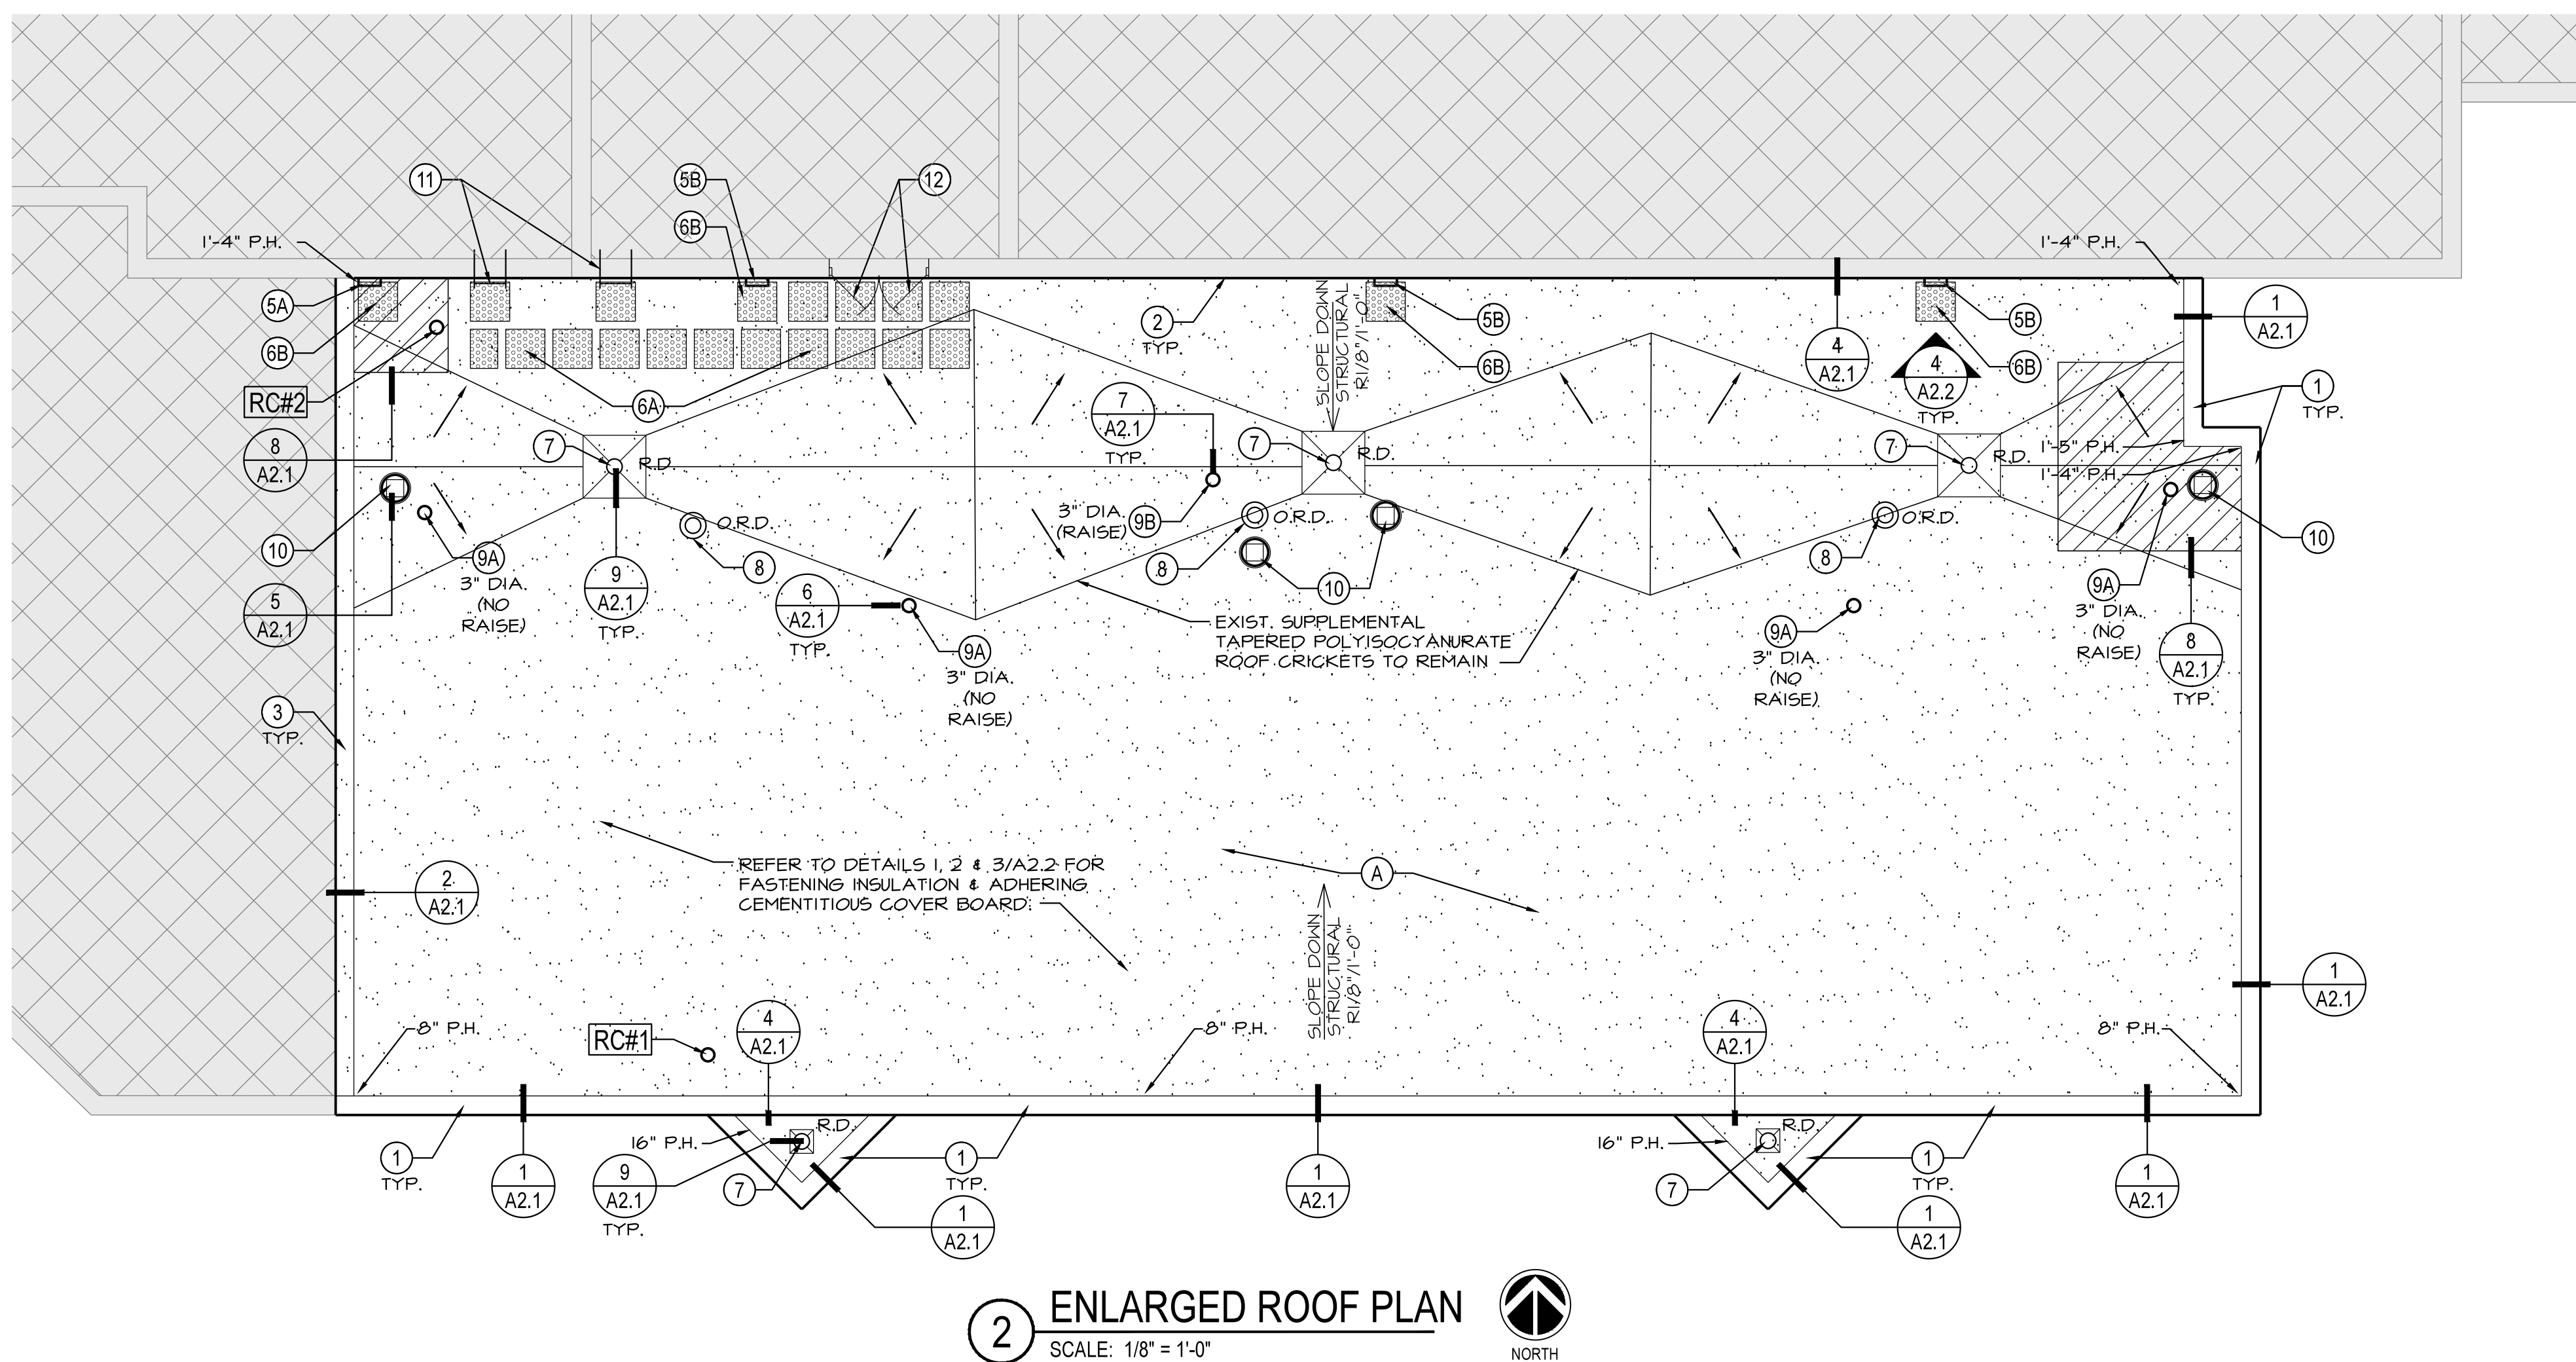 11
5B
12
6B
1'-4" P.H.
1'-4" P.H.
5A
6B
RC#2
8
A2.1
6A
2
TYP.
SLOPE DOWN
STRUCTURAL
R1/8"/1'-0"
5B
6B
4
A2.1
4
A2.2
TYP.
5B
6B
1
A2.1
1
TYP.
7
R.D.
7
A2.1
TYP.
7
R.D.
7
R.D.
1'-5" P.H.
1'-4" P.H.
10
9A
3" DIA.
(NO
RAISE)
5
A2.1
9
A2.1
TYP.
O.R.D.
8
6
A2.1
TYP.
9A
3" DIA.
(NO
RAISE)
3" DIA.
(RAISE)
9B
O.R.D.
8
10
EXIST. SUPPLEMENTAL
TAPERED POLYISOCYANURATE
ROOF CRICKETS TO REMAIN
O.R.D.
8
9A
3" DIA.
(NO
RAISE)
10
9A
3" DIA.
(NO
RAISE)
8
A2.1
TYP.
3
TYP.
2
A2.1
REFER TO DETAILS 1, 2 & 3/A2.2 FOR
FASTENING INSULATION & ADHERING
CEMENTITIOUS COVER BOARD.
A
SLOPE DOWN
STRUCTURAL
R1/8"/1'-0"
1
A2.1
8" P.H.
RC#1
4
A2.1
8" P.H.
4
A2.1
8" P.H.
1
TYP.
1
A2.1
16" P.H.
R.D.
9
A2.1
TYP.
7
1
TYP.
1
A2.1
1
A2.1
16" P.H.
R.D.
7
1
TYP.
1
A2.1
1
A2.1
2
ENLARGED ROOF PLAN
SCALE: 1/8" = 1'-0"
NORTH